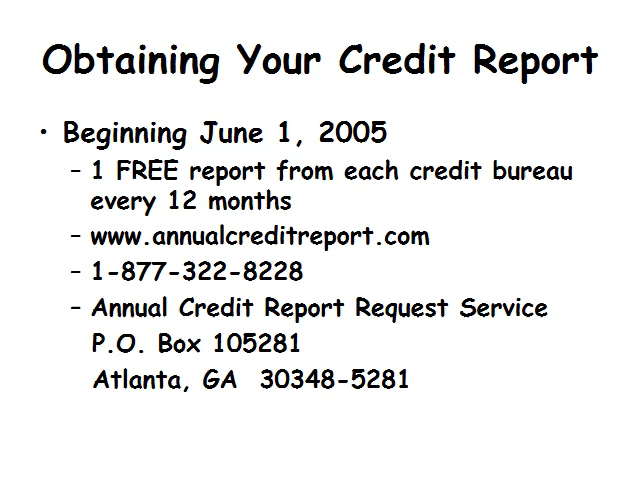 Obtaining Your Credit Report
• Beginning June 1, 2005
– 1 FREE report from each credit bureau
every 12 months
– www.annualcreditreport.com
– 1-877-322-8228
– Annual Credit Report Request Service
P.O. Box 105281
Atlanta, GA  30348-5281